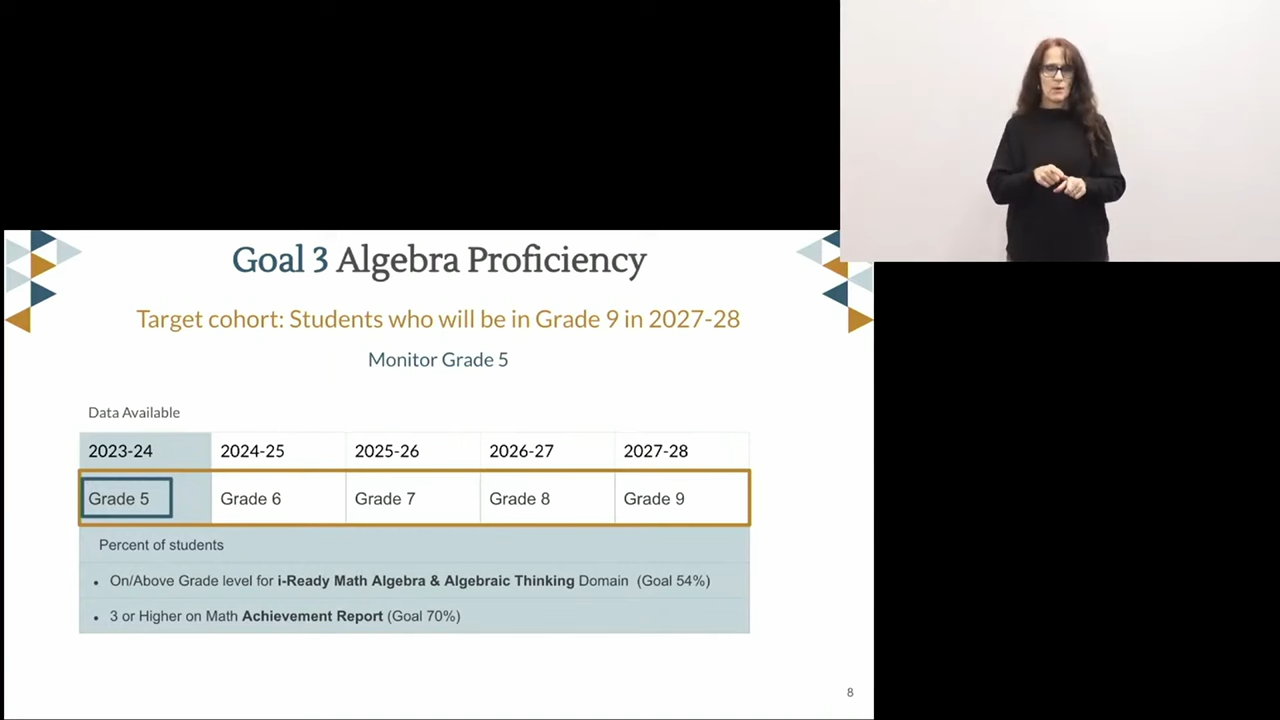 Goal 3 Algebra Proficiency
Target cohort: Students who will be in Grade 9 in 2027-28
Monitor Grade 5
Data Available
2023-24 2024-25 2025-26 2026-27 2027-28
Grade 5 Grade 6 Grade 7 Grade 8 Grade 9
Percent of students
• On/Above Grade level for i-Ready Math Algebra & Algebraic Thinking Domain (Goal 54%)
• 3 or Higher on Math Achievement Report (Goal 70%)
8